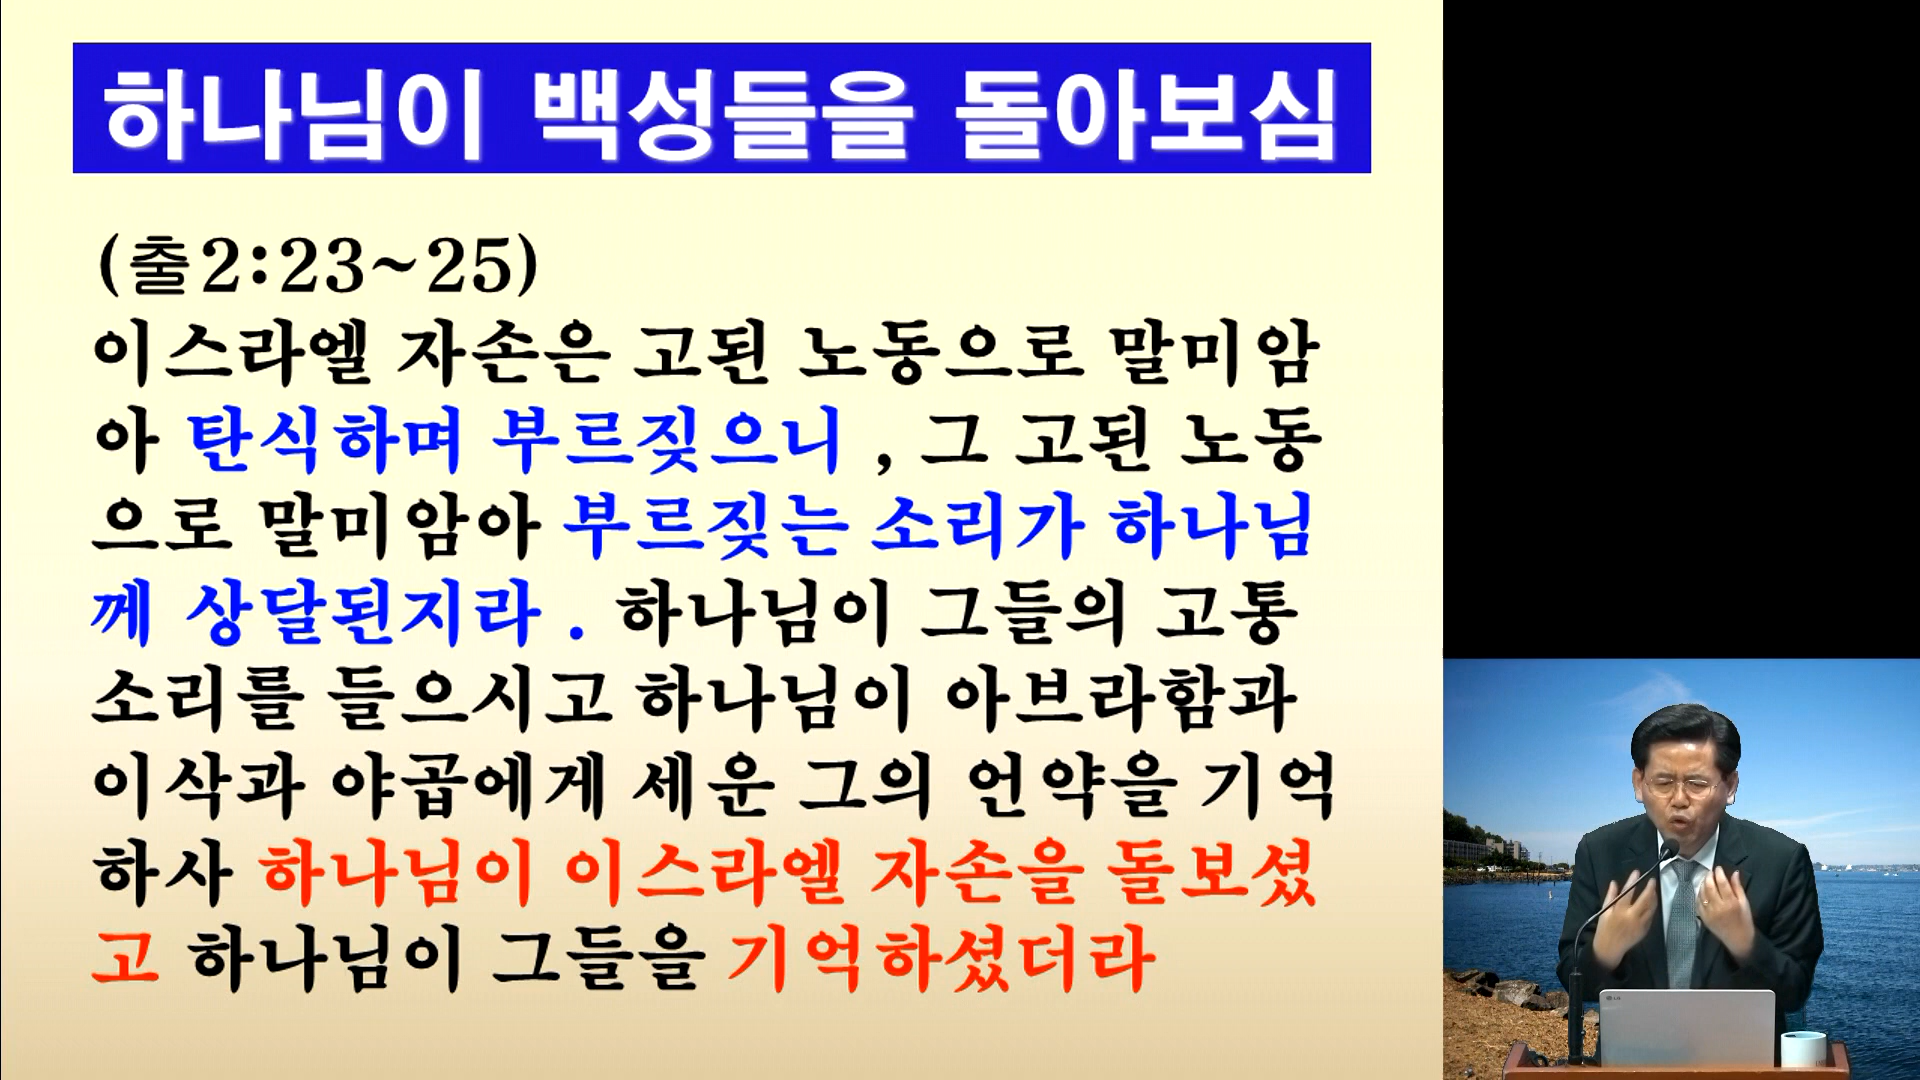 하나님이 백성들을 돌아보심
(출2:23~25)
이스라엘 자손은 고된 노동으로 말미암
아 탄식하며 부르짖으니 , 그 고된 노동
으로 말미암아 부르짖는 소리가 하나님
께 상달된지라 . 하나님이 그들의 고통
소리를 들으시고 하나님이 아브라함과
이삭과 야곱에게 세운 그의 언약을 기억
하사 하나님이 이스라엘 자손을 돌보셨
고 하나님이 그들을 기억하셨더라
LG